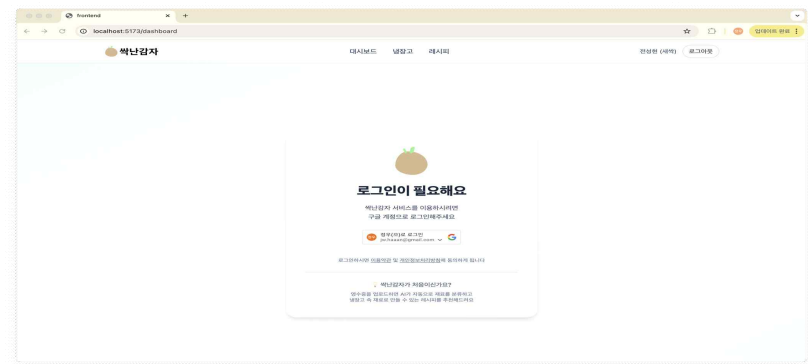 frontend
localhost:5173/dashboard
업데이트 완료
싹난감자
대시보드 냉장고 레시피
전성현 (새싹) 로그아웃
로그인이 필요해요
싹난감자 서비스를 이용하시려면
구글 계정으로 로그인해주세요
로그인하시면 이용약관 및 개인정보처리방침에 동의하게 됩니다
싹난감자가 처음이신가요?
영수증을 업로드하면 AI가 자동으로 재료를 분류하고
냉장고 속 재료로 만들 수 있는 레시피를 추천해드려요